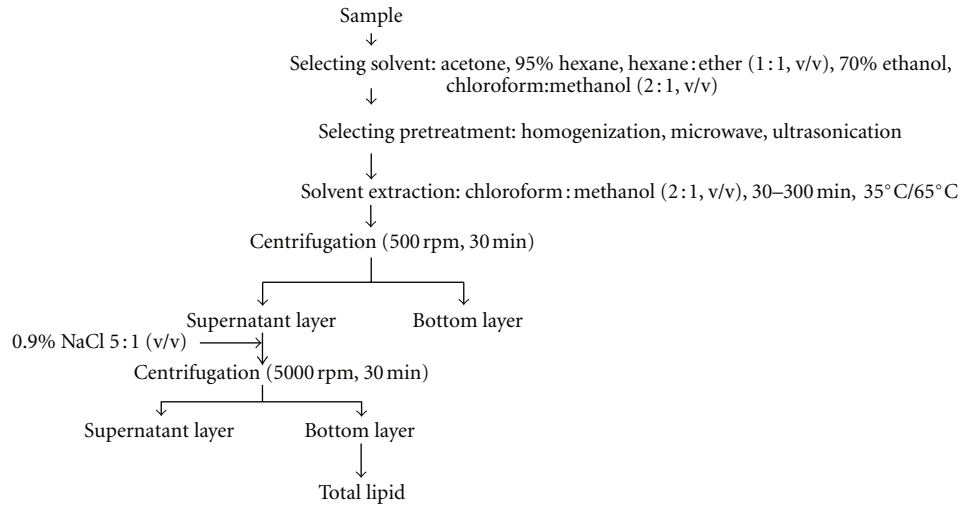 Sample
Selecting solvent: acetone, 95% hexane, hexane:ether (1:1, v/v), 70% ethanol,
chloroform:methanol (2:1, v/v)
Selecting pretreatment: homogenization, microwave, ultrasonication
Solvent extraction: chloroform:methanol (2:1, v/v), 30–300 min, 35°C/65°C
Centrifugation (500 rpm, 30 min)
Supernatant layer
Bottom layer
0.9% NaCl 5:1 (v/v)
Centrifugation (5000 rpm, 30 min)
Supernatant layer
Bottom layer
Total lipid